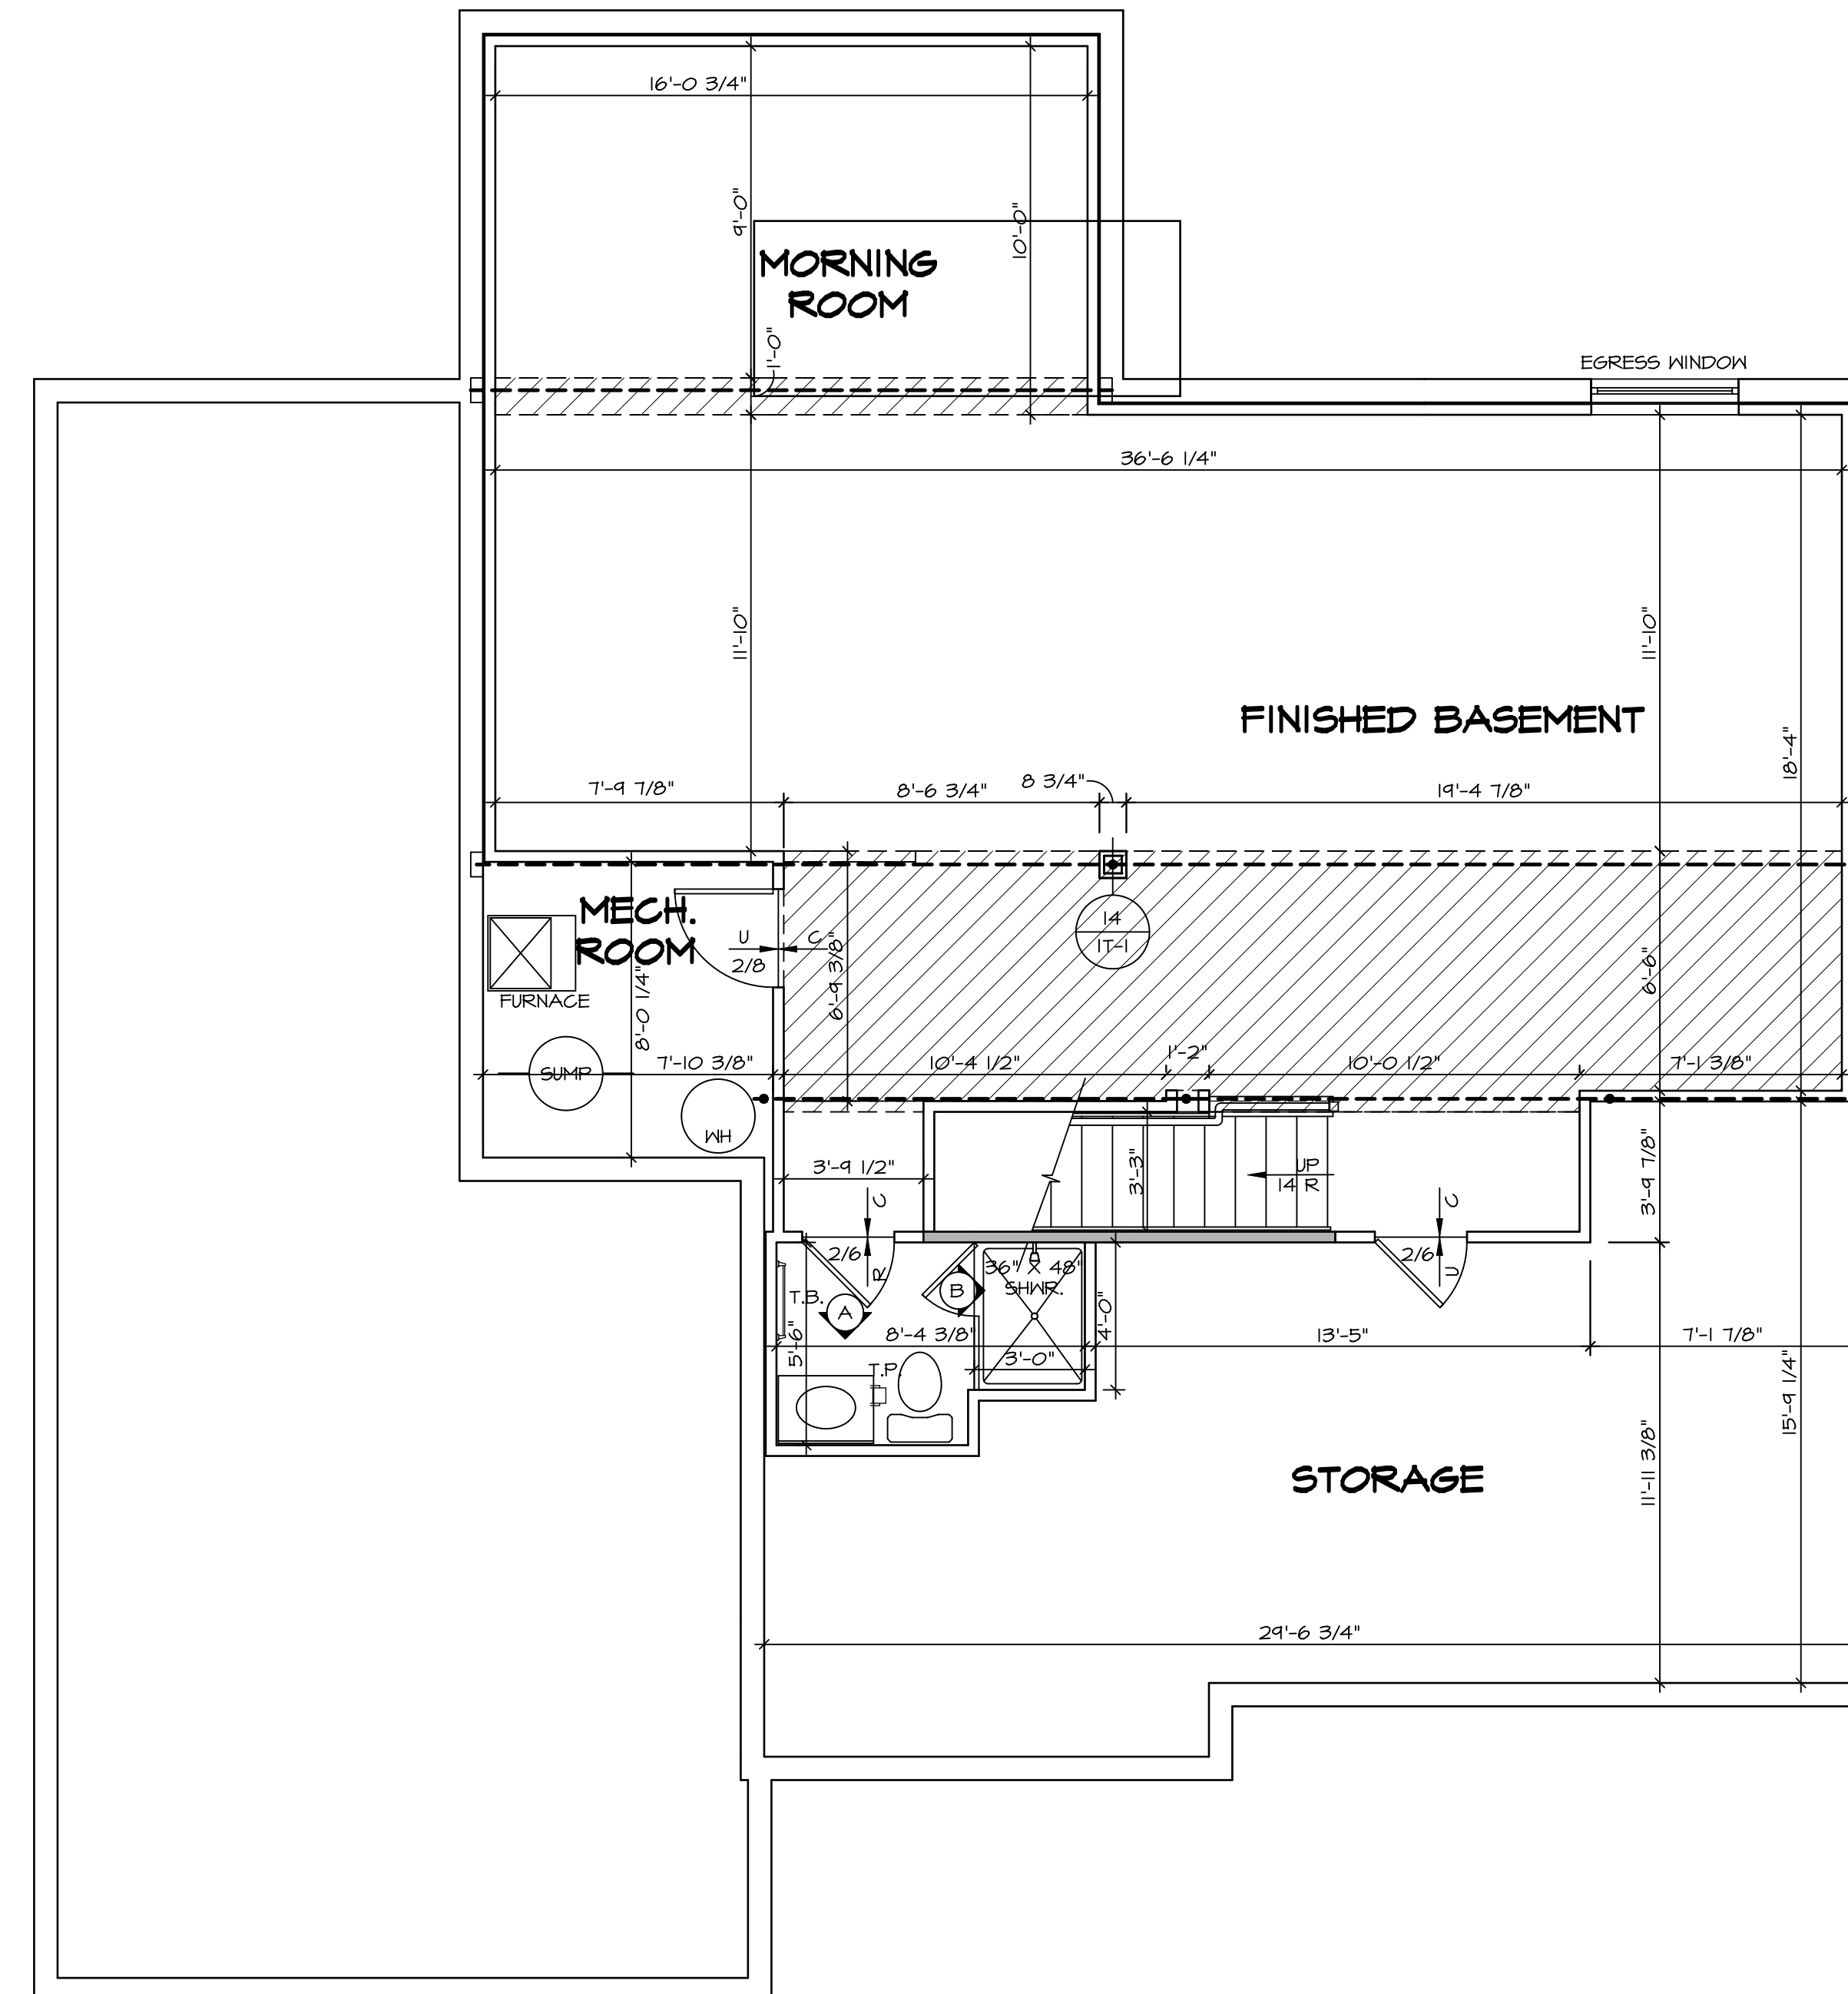 16'-0 3/4"
9'-0"
10'-0"
MORNING
ROOM
1'-0"
EGRESS WINDOW
36'-6 1/4"
11'-10"
11'-10"
FINISHED BASEMENT
18'-4"
7'-9 7/8"
8'-6 3/4"
8 3/4"
19'-4 7/8"
MECH.
ROOM
U
C
2/8
14
1T-1
FURNACE
8'-0 1/4"
6'-9 3/8"
6'-6"
SUMP
7'-10 3/8"
10'-4 1/2"
1'-2"
10'-0 1/2"
7'-1 3/8"
WH
3'-9 1/2"
3'-3"
UP
14 R
3'-9 7/8"
C
2/6
R
C
2/6
U
36" X 48"
SHWR.
T.B.
A
B
5'-6"
8'-4 3/8"
4'-0"
13'-5"
7'-1 7/8"
3'-0"
T.P.
15'-9 1/4"
11'-11 3/8"
STORAGE
29'-6 3/4"